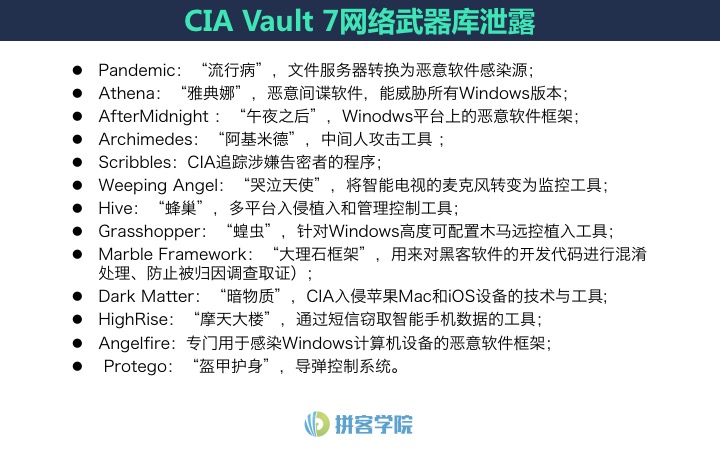 CIA Vault 7网络武器库泄露
● Pandemic：“流行病”，文件服务器转换为恶意软件感染源；
● Athena：“雅典娜”，恶意间谍软件，能威胁所有Windows版本；
● AfterMidnight ：“午夜之后”，Winodws平台上的恶意软件框架；
● Archimedes：“阿基米德”，中间人攻击工具 ；
● Scribbles：CIA追踪涉嫌告密者的程序；
● Weeping Angel：“哭泣天使”，将智能电视的麦克风转变为监控工具；
● Hive：“蜂巢”，多平台入侵植入和管理控制工具；
● Grasshopper：“蝗虫”，针对Windows高度可配置木马远控植入工具；
● Marble Framework：“大理石框架”，用来对黑客软件的开发代码进行混淆
处理、防止被归因调查取证）；
● Dark Matter：“暗物质”，CIA入侵苹果Mac和iOS设备的技术与工具；
● HighRise：“摩天大楼”，通过短信窃取智能手机数据的工具；
● Angelfire：专门用于感染Windows计算机设备的恶意软件框架；
● Protego：“盔甲护身”，导弹控制系统。
拼客学院